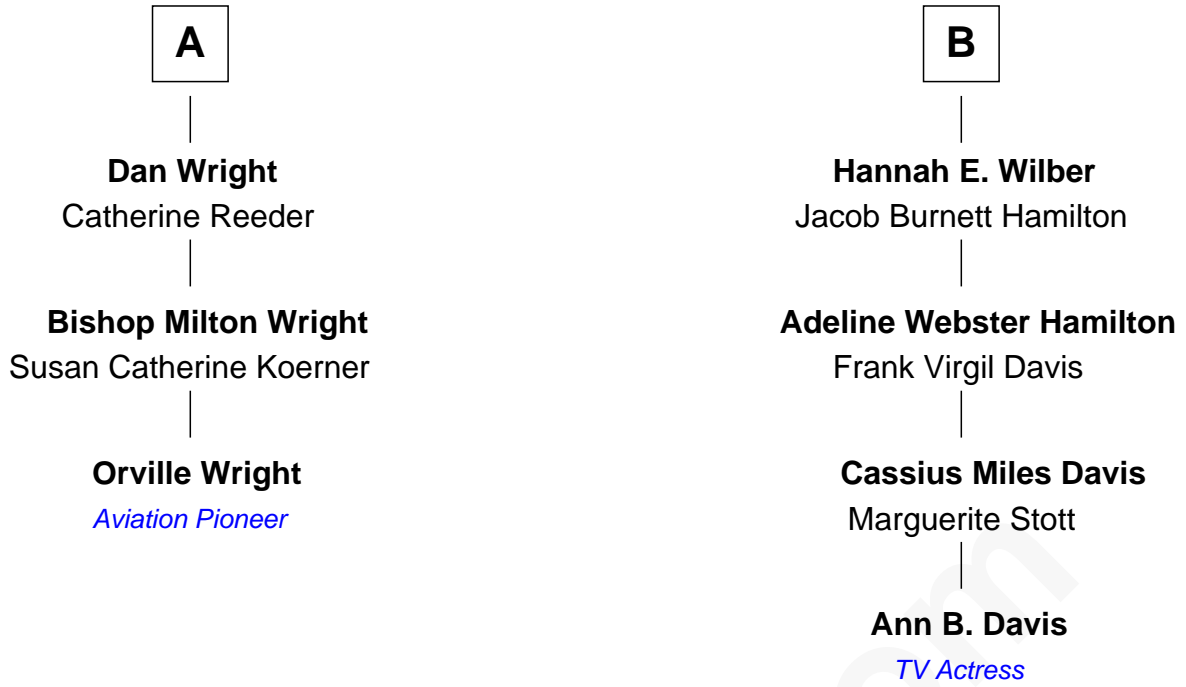 A
Dan Wright
Catherine Reeder
Bishop Milton Wright
Susan Catherine Koerner
Orville Wright
Aviation Pioneer
B
Hannah E. Wilber
Jacob Burnett Hamilton
Adeline Webster Hamilton
Frank Virgil Davis
Cassius Miles Davis
Marguerite Stott
Ann B. Davis
TV Actress